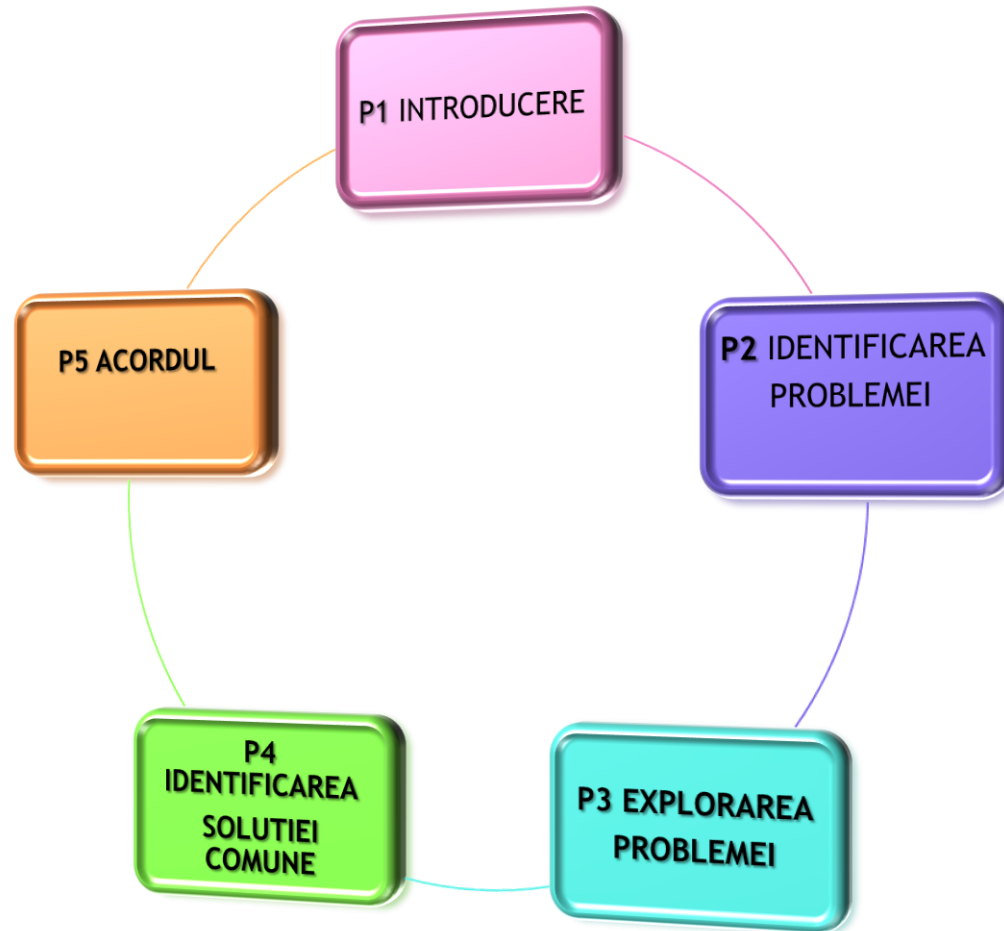 P1 INTRODUCERE
P2 IDENTIFICAREA
PROBLEMEI
P3 EXPLORAREA
PROBLEMEI
P4
IDENTIFICAREA
SOLUTIEI
COMUNE
P5 ACORDUL